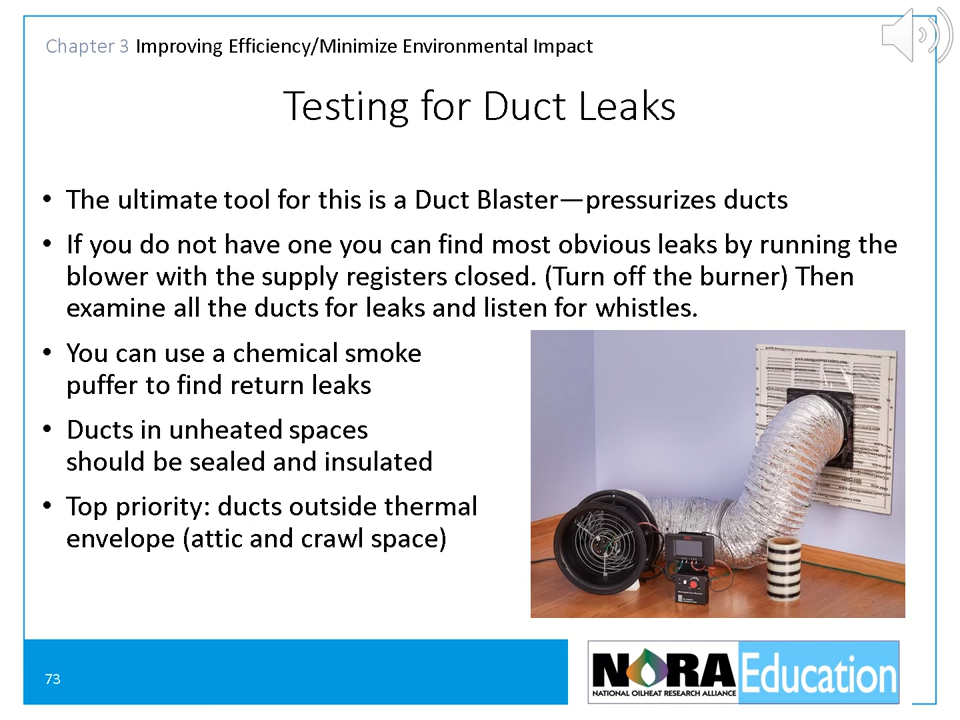 Chapter 3 Improving Efficiency/Minimize Environmental Impact
Testing for Duct Leaks
• The ultimate tool for this is a Duct Blaster—pressurizes ducts
• If you do not have one you can find most obvious leaks by running the
blower with the supply registers closed. (Turn off the burner) Then
examine all the ducts for leaks and listen for whistles.
• You can use a chemical smoke
puffer to find return leaks
• Ducts in unheated spaces
should be sealed and insulated
• Top priority: ducts outside thermal
envelope (attic and crawl space)
73
NORA Education
NATIONAL OILHEAT RESEARCH ALLIANCE